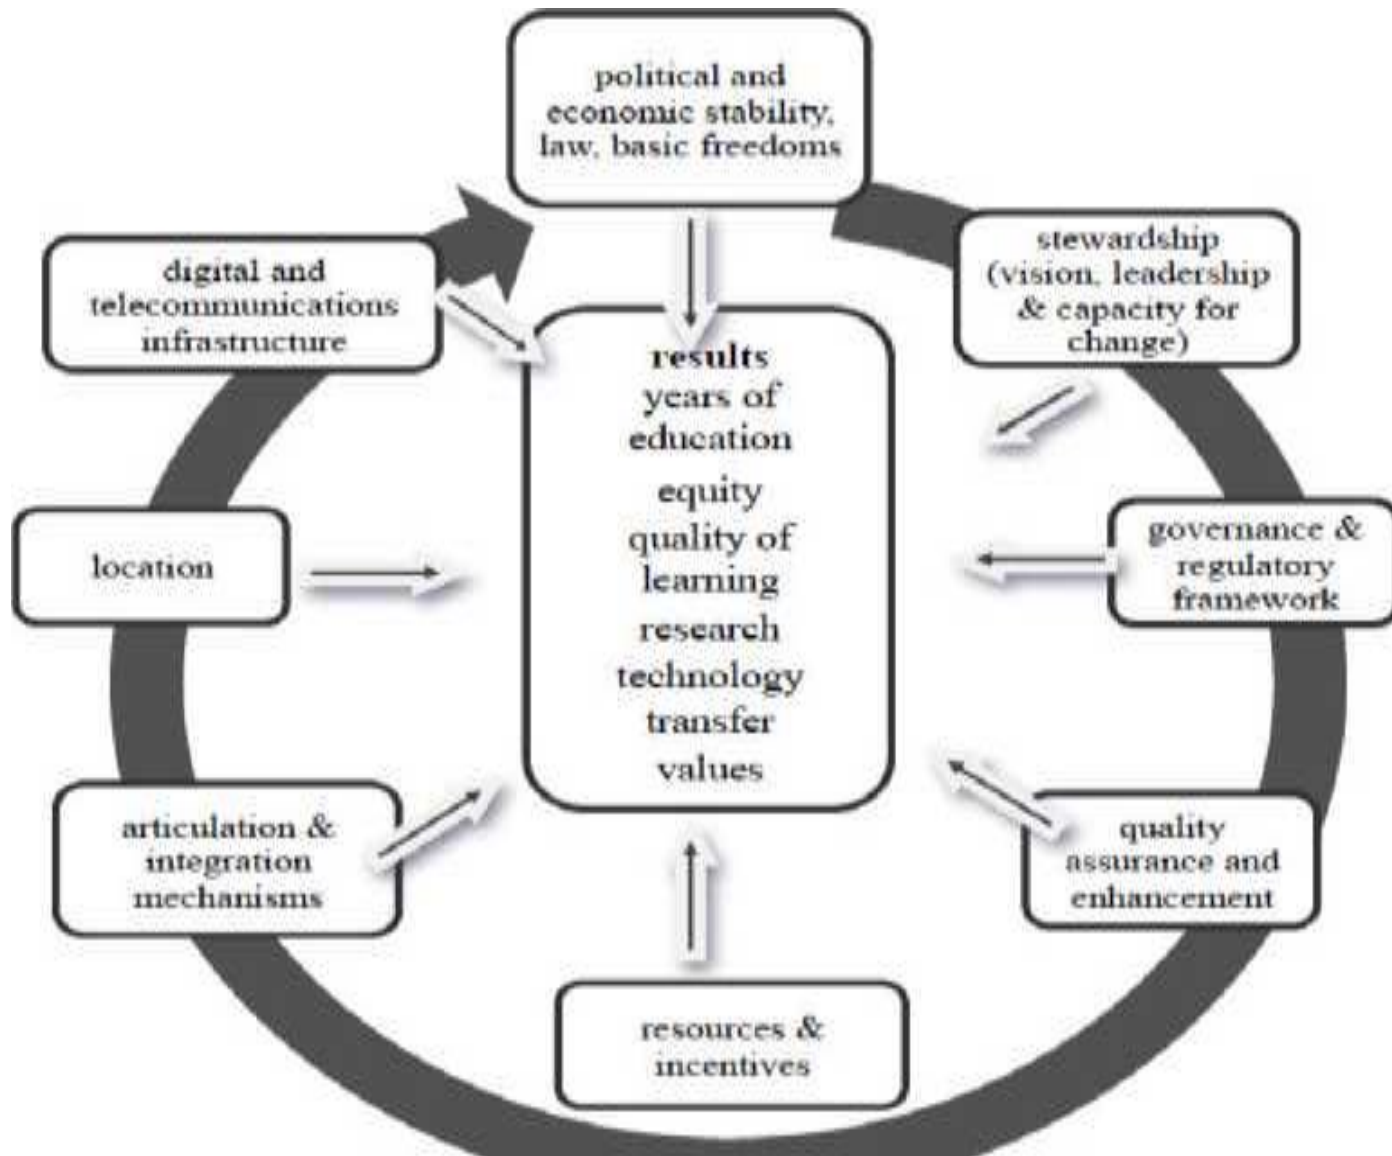 political and
economic stability,
law, basic freedoms
stewardship
(vision, leadership
& capacity for
change)
governance &
regulatory
framework
quality
assurance and
enhancement
resources &
incentives
articulation &
integration
mechanisms
location
digital and
telecommunications
infrastructure
results
years of
education
equity
quality of
learning
research
technology
transfer
values